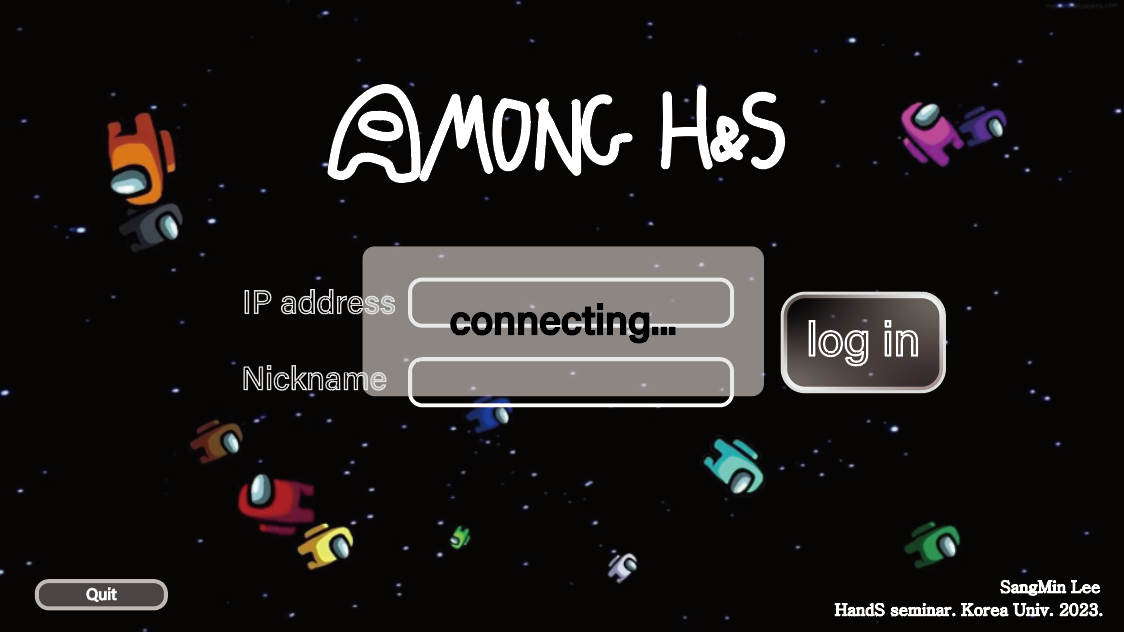 AMONG H&S
IP address
connecting...
log in
Nickname
Quit
SangMin Lee
HandS seminar. Korea Univ. 2023.